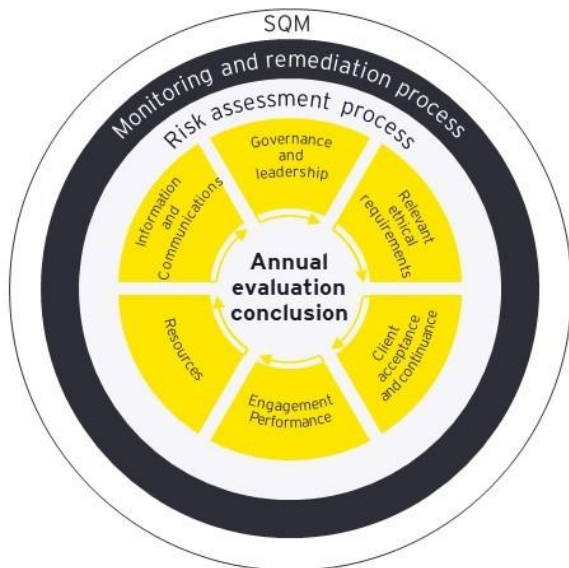 SQM
Monitoring and remediation process
Risk assessment process
Governance
and
leadership
Relevant
ethical
requirements
Client
acceptance
and continuance
Engagement
Performance
Resources
Information
and
Communications
Annual
evaluation
conclusion